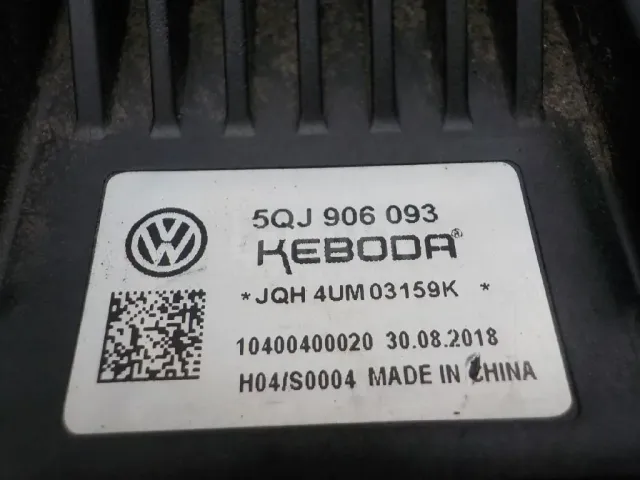 5QJ 906 093
KEBODA®
*JQH 4UM 03159K *
10400400020 30.08.2018
H04/S0004 MADE IN CHINA